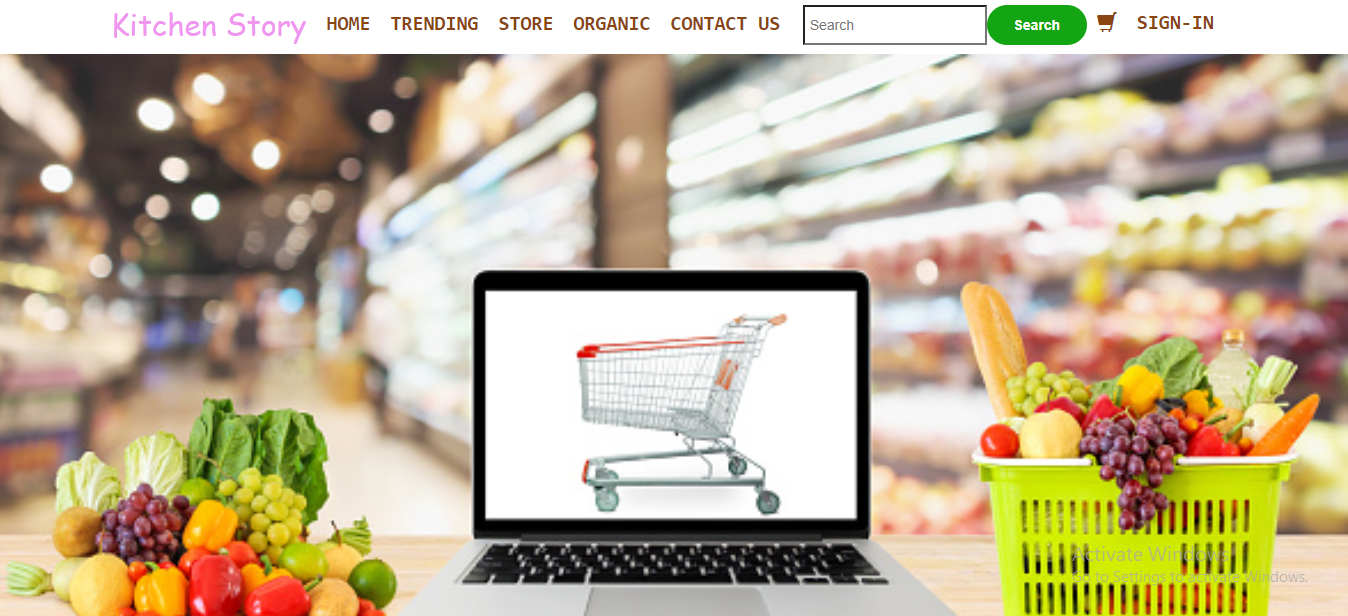 Kitchen Story HOME TRENDING STORE ORGANIC CONTACT US Search Search SIGN-IN
Activate Windows
Go to Settings to activate Windows.